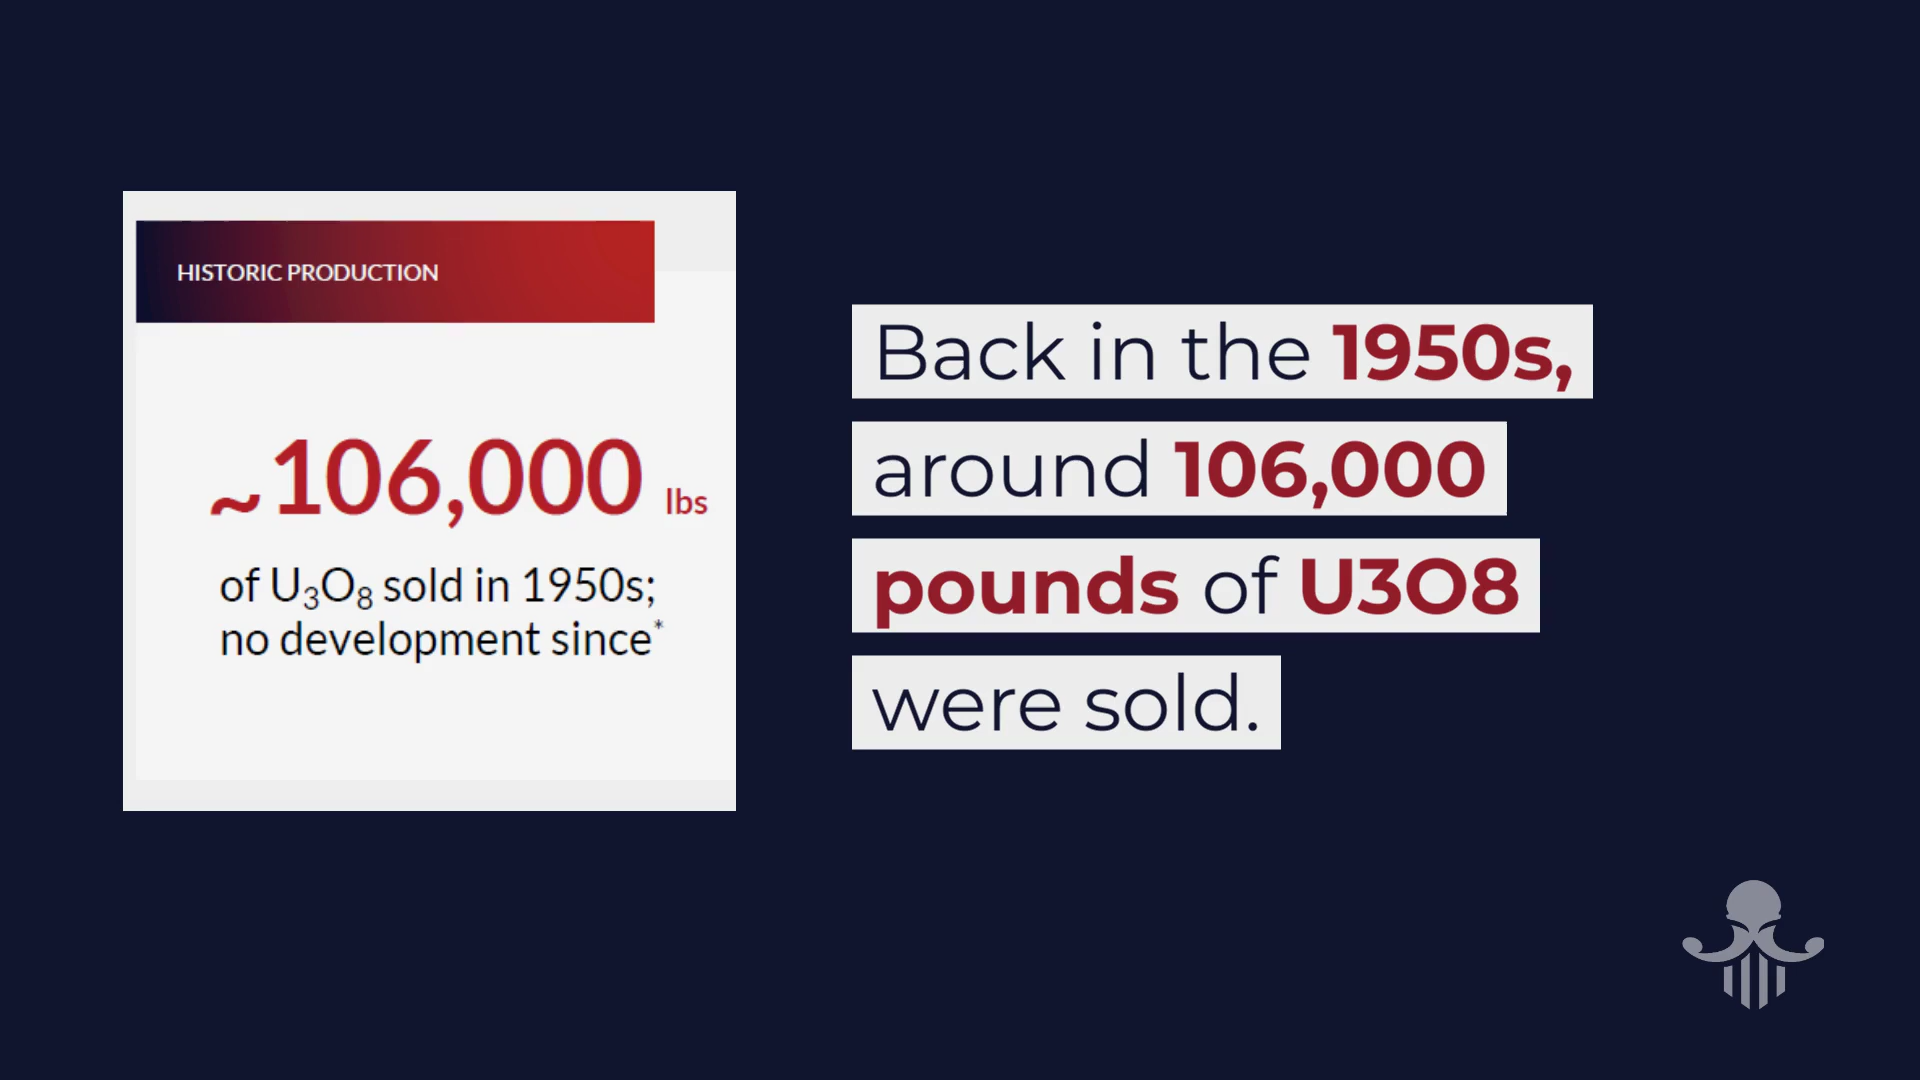 HISTORIC PRODUCTION
~106,000 lbs
of U₃O₈ sold in 1950s;
no development since*
Back in the 1950s,
around 106,000
pounds of U3O8
were sold.